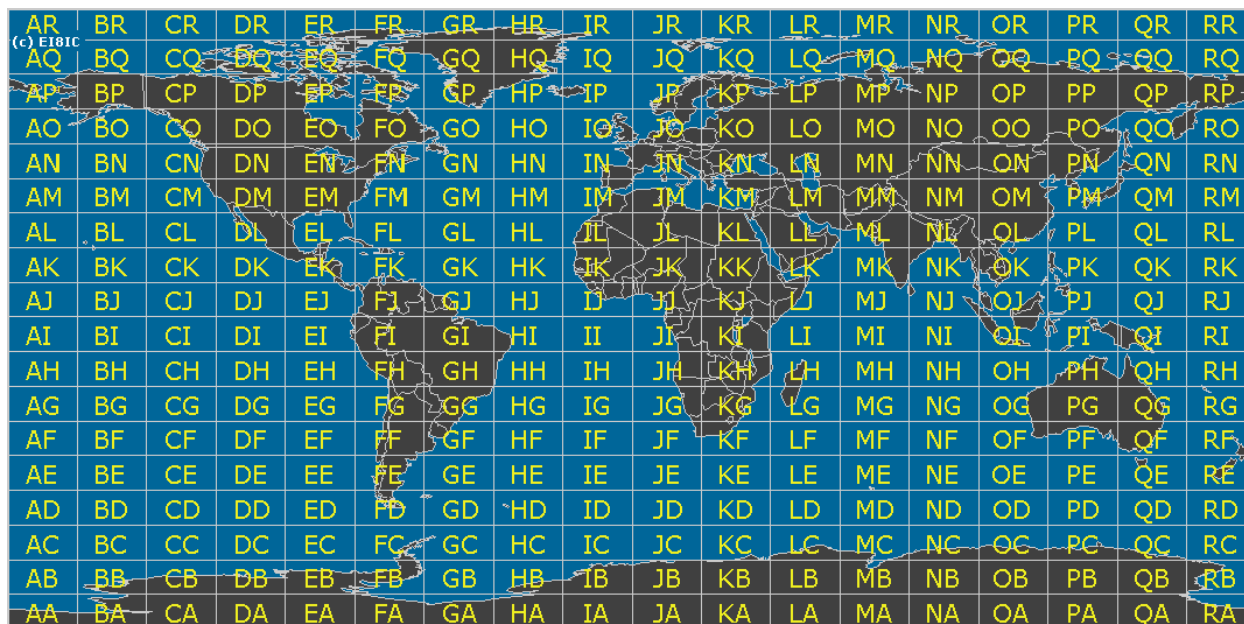 AR BR CR DR ER FR GR HR IR JR KR LR MR NR OR PR QR RR
(c) EI8IC
AQ BQ CQ DQ EQ FQ GQ HQ IQ JQ KQ LQ MQ NQ OQ PQ QQ RQ
AP BP CP DP EP FP GP HP IP JP KP LP MP NP OP PP QP RP
AO BO CO DO EO FO GO HO IO JO KO LO MO NO OO PO QO RO
AN BN CN DN EN FN GN HN IN JN KN LN MN NN ON PN QN RN
AM BM CM DM EM FM GM HM IM JM KM LM MM NM OM PM QM RM
AL BL CL DL EL FL GL HL IL JL KL LL ML NL OL PL QL RL
AK BK CK DK EK FK GK HK IK JK KK LK MK NK OK PK QK RK
AJ BJ CJ DJ EJ FJ GJ HJ IJ JJ KJ LJ MJ NJ OJ PJ QJ RJ
AI BI CI DI EI FI GI HI II JI KI LI MI NI OI PI QI RI
AH BH CH DH EH FH GH HH IH JH KH LH MH NH OH PH QH RH
AG BG CG DG EG FG GG HG IG JG KG LG MG NG OG PG QG RG
AF BF CF DF EF FF GF HF IF JF KF LF MF NF OF PF QF RF
AE BE CE DE EE FE GE HE IE JE KE LE ME NE OE PE QE RE
AD BD CD DD ED FD GD HD ID JD KD LD MD ND OD PD QD RD
AC BC CC DC EC FC GC HC IC JC KC LC MC NC OC PC QC RC
AB BB CB DB EB FB GB HB IB JB KB LB MB NB OB PB QB RB
AA BA CA DA EA FA GA HA IA JA KA LA MA NA OA PA QA RA